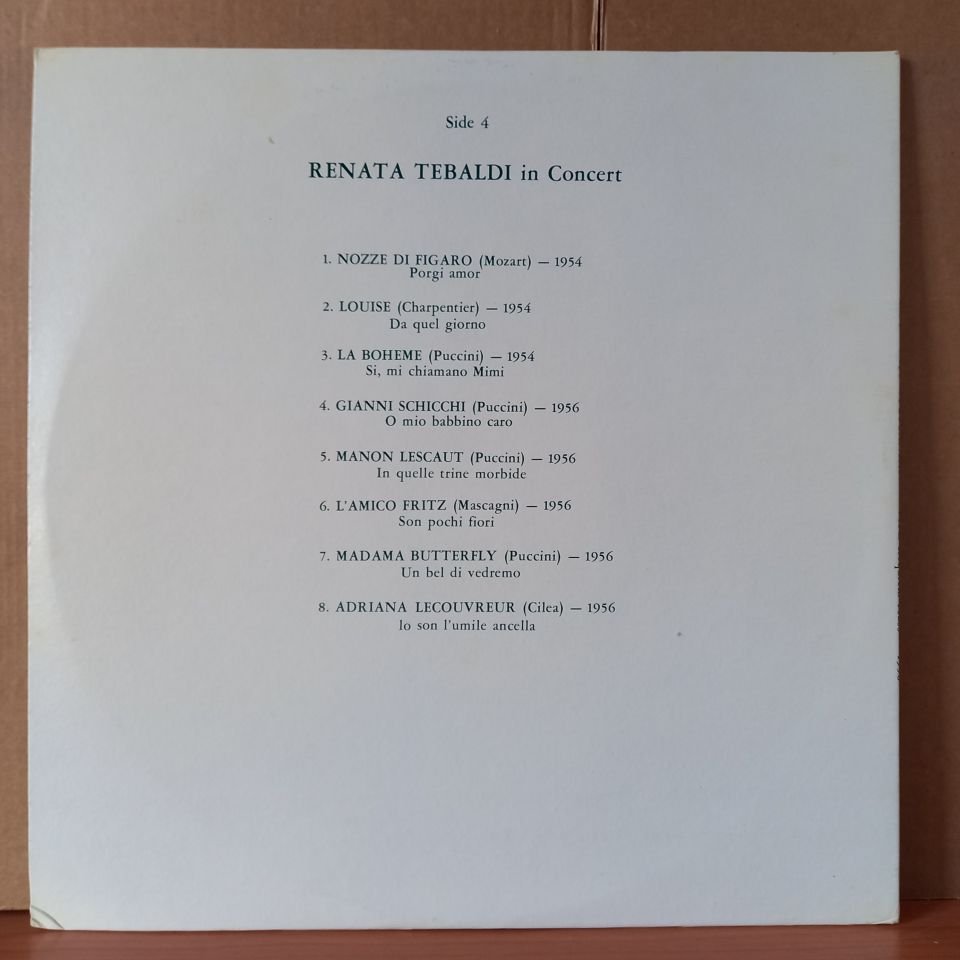 Side 4
RENATA TEBALDI in Concert
1. NOZZE DI FIGARO (Mozart) — 1954
Porgi amor
2. LOUISE (Charpentier) — 1954
Da quel giorno
3. LA BOHEME (Puccini) — 1954
Si, mi chiamano Mimi
4. GIANNI SCHICCHI (Puccini) — 1956
O mio babbino caro
5. MANON LESCAUT (Puccini) — 1956
In quelle trine morbide
6. L'AMICO FRITZ (Mascagni) — 1956
Son pochi fiori
7. MADAMA BUTTERFLY (Puccini) — 1956
Un bel di vedremo
8. ADRIANA LECOUVREUR (Cilea) — 1956
Io son l'umile ancella